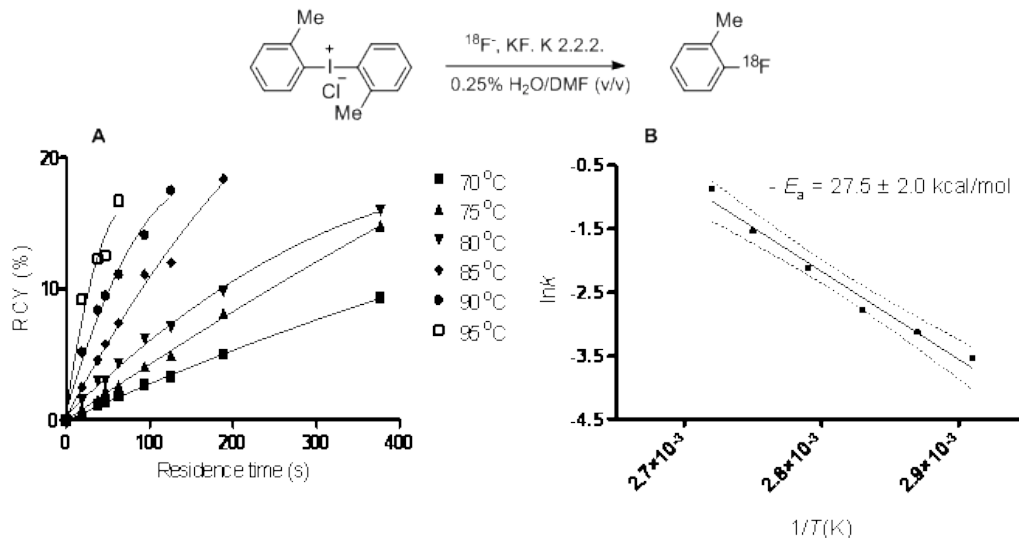 Me
I
+
Cl
−
Me
¹⁸F⁻, KF. K 2.2.2.
0.25% H₂O/DMF (v/v)
Me
¹⁸F
A
20
10
0
RCY (%)
0 100 200 300 400
Residence time (s)
70 °C
75 °C
80 °C
85 °C
90 °C
95 °C
B
-0.5
-1.5
-2.5
-3.5
-4.5
lnk
- Eₐ = 27.5 ± 2.0 kcal/mol
2.7×10⁻³
2.8×10⁻³
2.9×10⁻³
1/T(K)